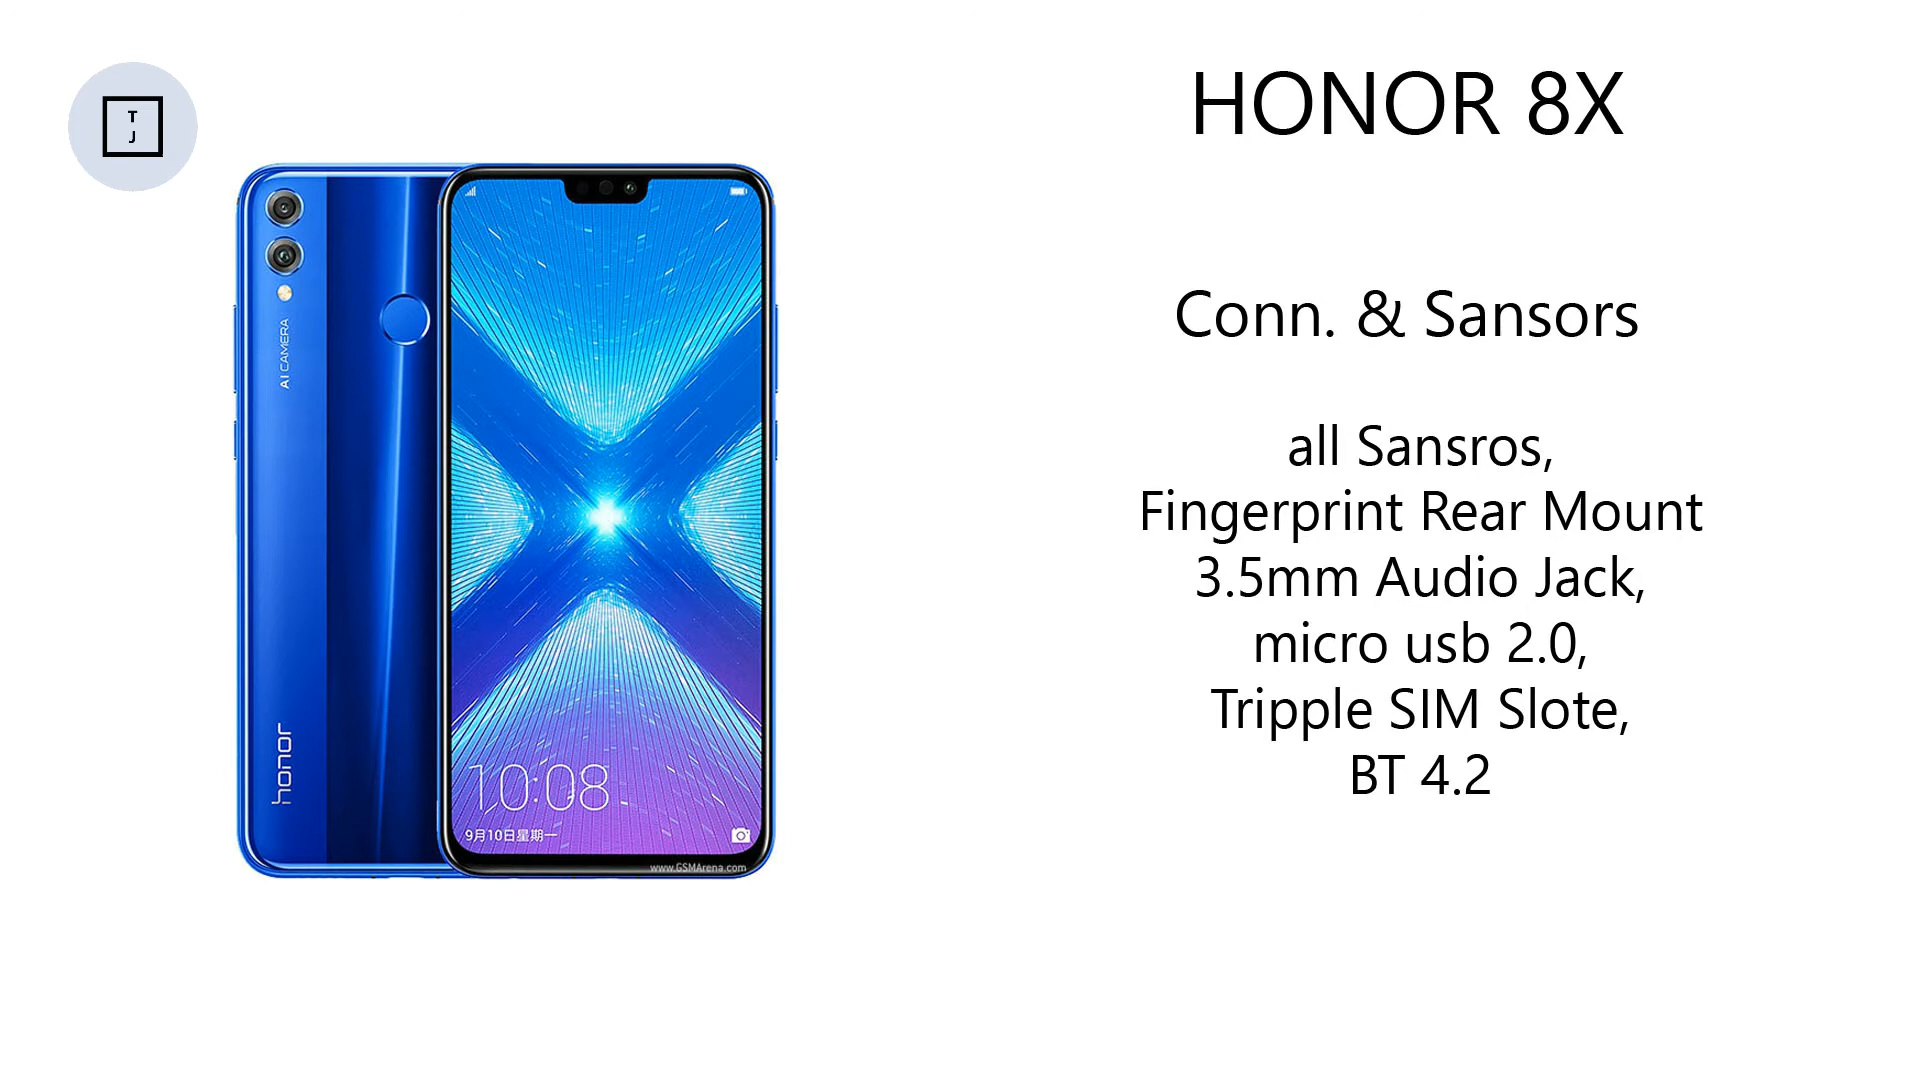 T
J
HONOR 8X
Conn. & Sansors
all Sansros,
Fingerprint Rear Mount
3.5mm Audio Jack,
micro usb 2.0,
Tripple SIM Slote,
BT 4.2
AI CAMERA
honor
10:08
9月10日星期一
www.GSMArena.com